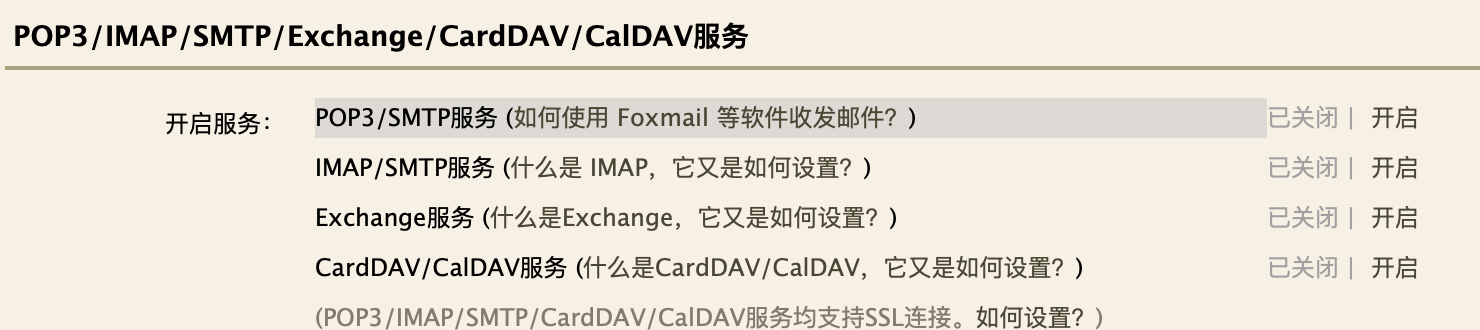 POP3/IMAP/SMTP/Exchange/CardDAV/CalDAV服务
开启服务： POP3/SMTP服务 (如何使用 Foxmail 等软件收发邮件？) 已关闭 | 开启
IMAP/SMTP服务 (什么是 IMAP，它又是如何设置？) 已关闭 | 开启
Exchange服务 (什么是Exchange，它又是如何设置？) 已关闭 | 开启
CardDAV/CalDAV服务 (什么是CardDAV/CalDAV，它又是如何设置？) 已关闭 | 开启
(POP3/IMAP/SMTP/CardDAV/CalDAV服务均支持SSL连接。如何设置？)